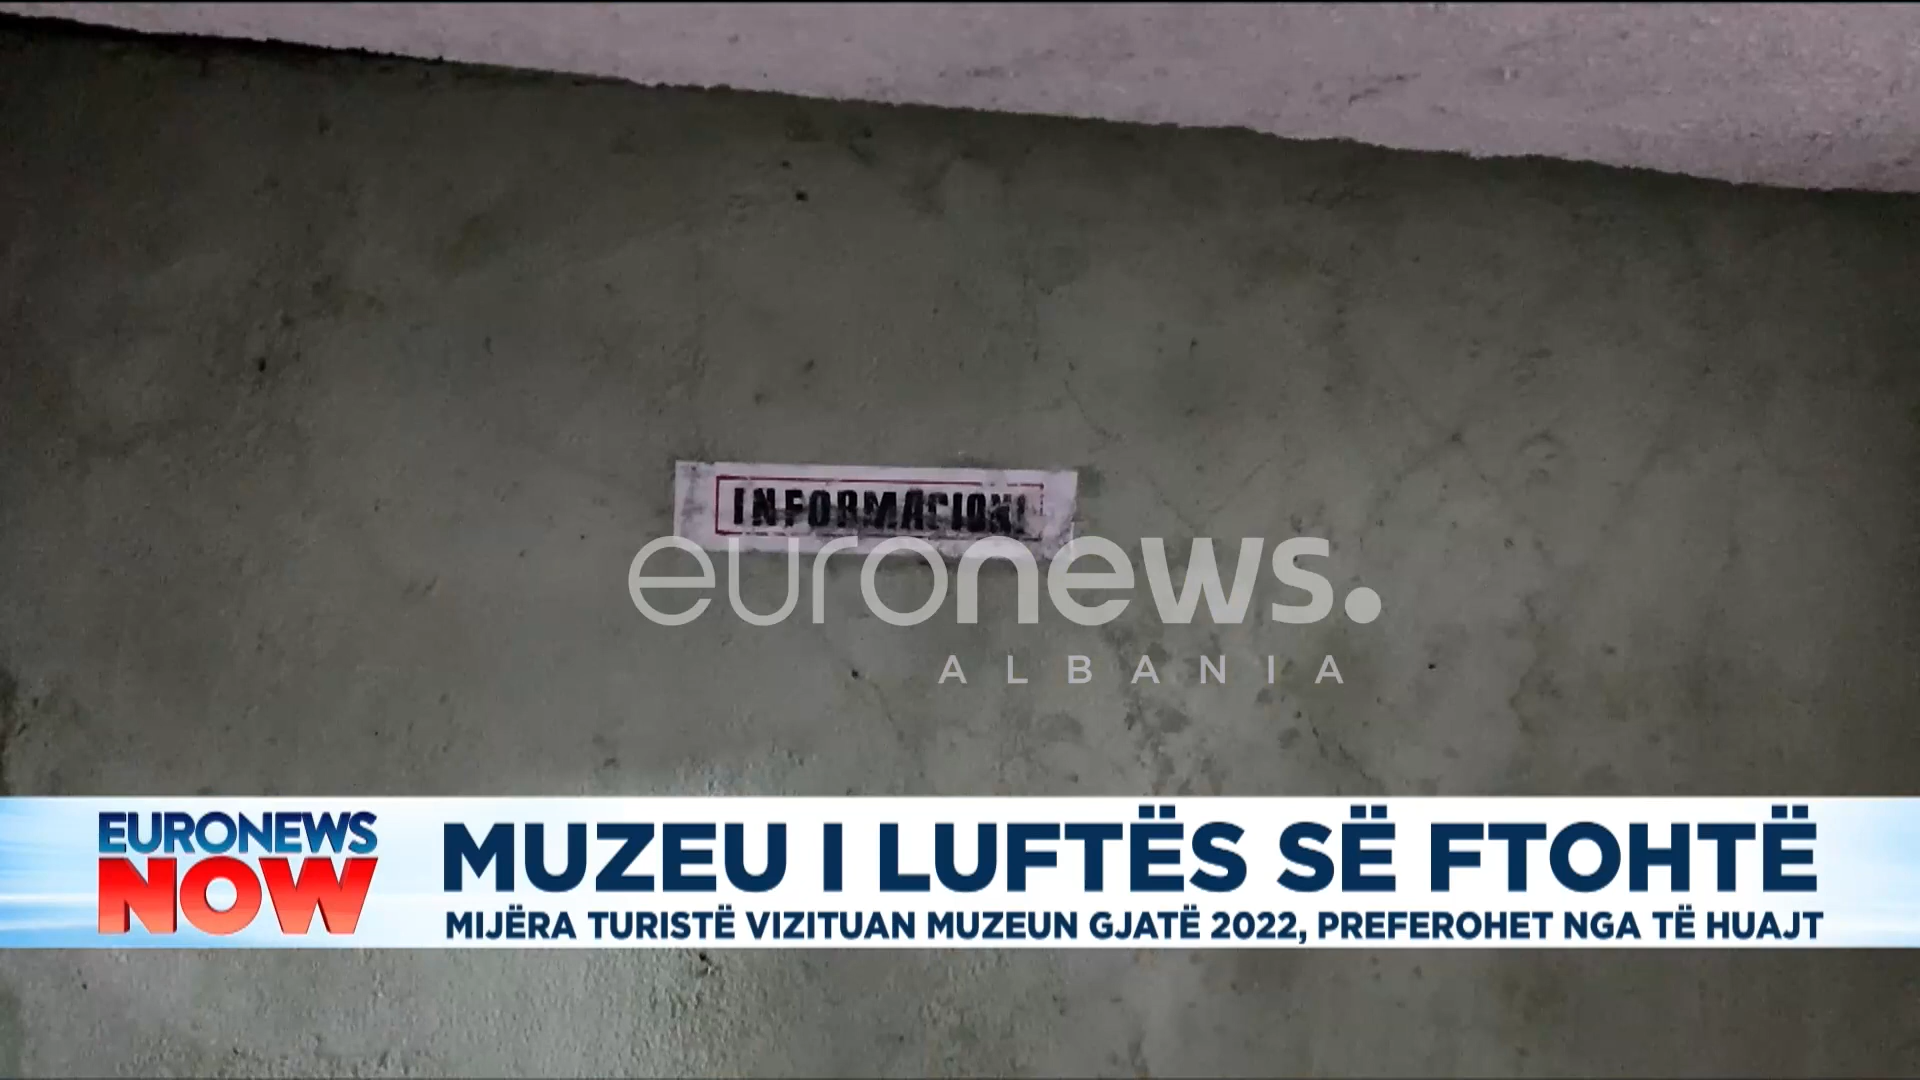 INFORMACIONI
euronews.
ALBANIA
EURONEWS
NOW
MUZEU I LUFTËS SË FTOHTË
MIJËRA TURISTË VIZITUAN MUZEUN GJATË 2022, PREFEROHET NGA TË HUAJT